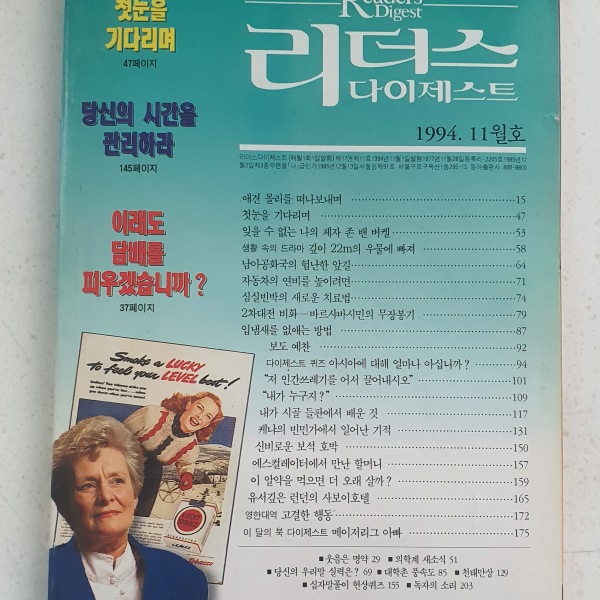 Reader's
Digest
리더스
다이제스트
1994. 11월호
첫눈을
기다리며
47페이지
당신의 시간을
관리하라
145페이지
이래도
담배를
피우겠습니까?
37페이지
애견 몰리를 떠나보내며 15
첫눈을 기다리며 47
잊을 수 없는 나의 제자 존 밴 버켐 53
생활 속의 드라마 깊이 22m의 우물에 빠져 58
남아공화국의 험난한 앞길 64
자동차의 연비를 높이려면 71
심실빈박의 새로운 치료법 74
2차대전 비화—바르샤바시민의 무장봉기 79
입냄새를 없애는 방법 87
보도 예찬 92
다이제스트 퀴즈 아시아에 대해 얼마나 아십니까? 94
“저 인간쓰레기를 어서 끌어내시오” 101
“내가 누구지?” 109
내가 시골 들판에서 배운 것 117
케냐의 빈민가에서 일어난 기적 131
신비로운 보석 호박 150
에스컬레이터에서 만난 할머니 157
이 알약을 먹으면 더 오래 살까? 159
유서깊은 런던의 사보이호텔 165
영한대역 고결한 행동 172
이 달의 북 다이제스트 메이저리그 아빠 175
■웃음은 명약 29 ■의학계 새소식 51
■당신의 우리말 실력은? 69 ■대학촌 풍속도 85 ■천태만상 129
■십자말풀이 현상퀴즈 155 ■독자의 소리 203
Smoke a LUCKY
to feel your LEVEL best!
LUCKY
STRIKE